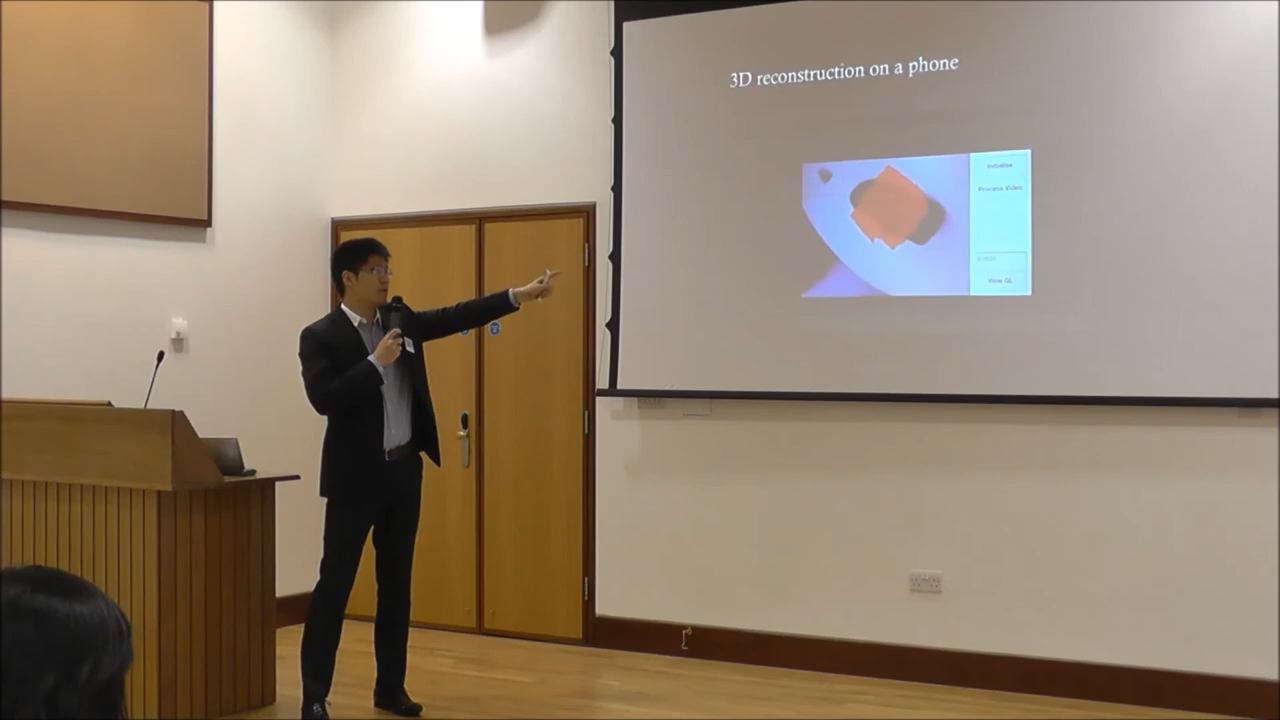 3D reconstruction on a phone
Initialise
Process Video
View GL